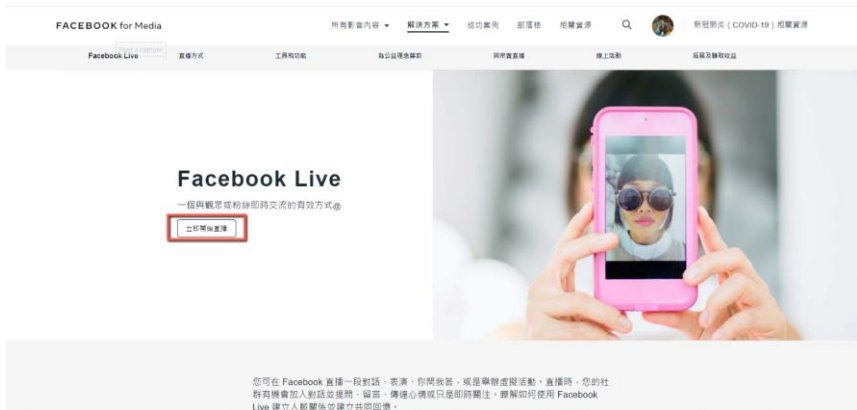 FACEBOOK for Media
所有影音內容 解決方案 成功案例 部落格 相關資源 新冠肺炎（COVID-19）相關資源
Facebook Live 直播方式 工具和功能 為公益理念募款 與來賓直播 線上活動 拓展及賺取收益
Facebook Live
一個與觀眾或粉絲即時交流的有效方式@
立即開始直播
您可在 Facebook 直播一段對話、表演、你問我答，或是舉辦虛擬活動。直播時，您的社
群有機會加入對話並提問、留言、傳達心情或只是即時關注。瞭解如何使用 Facebook
Live 建立人脈關係並建立共同回憶。